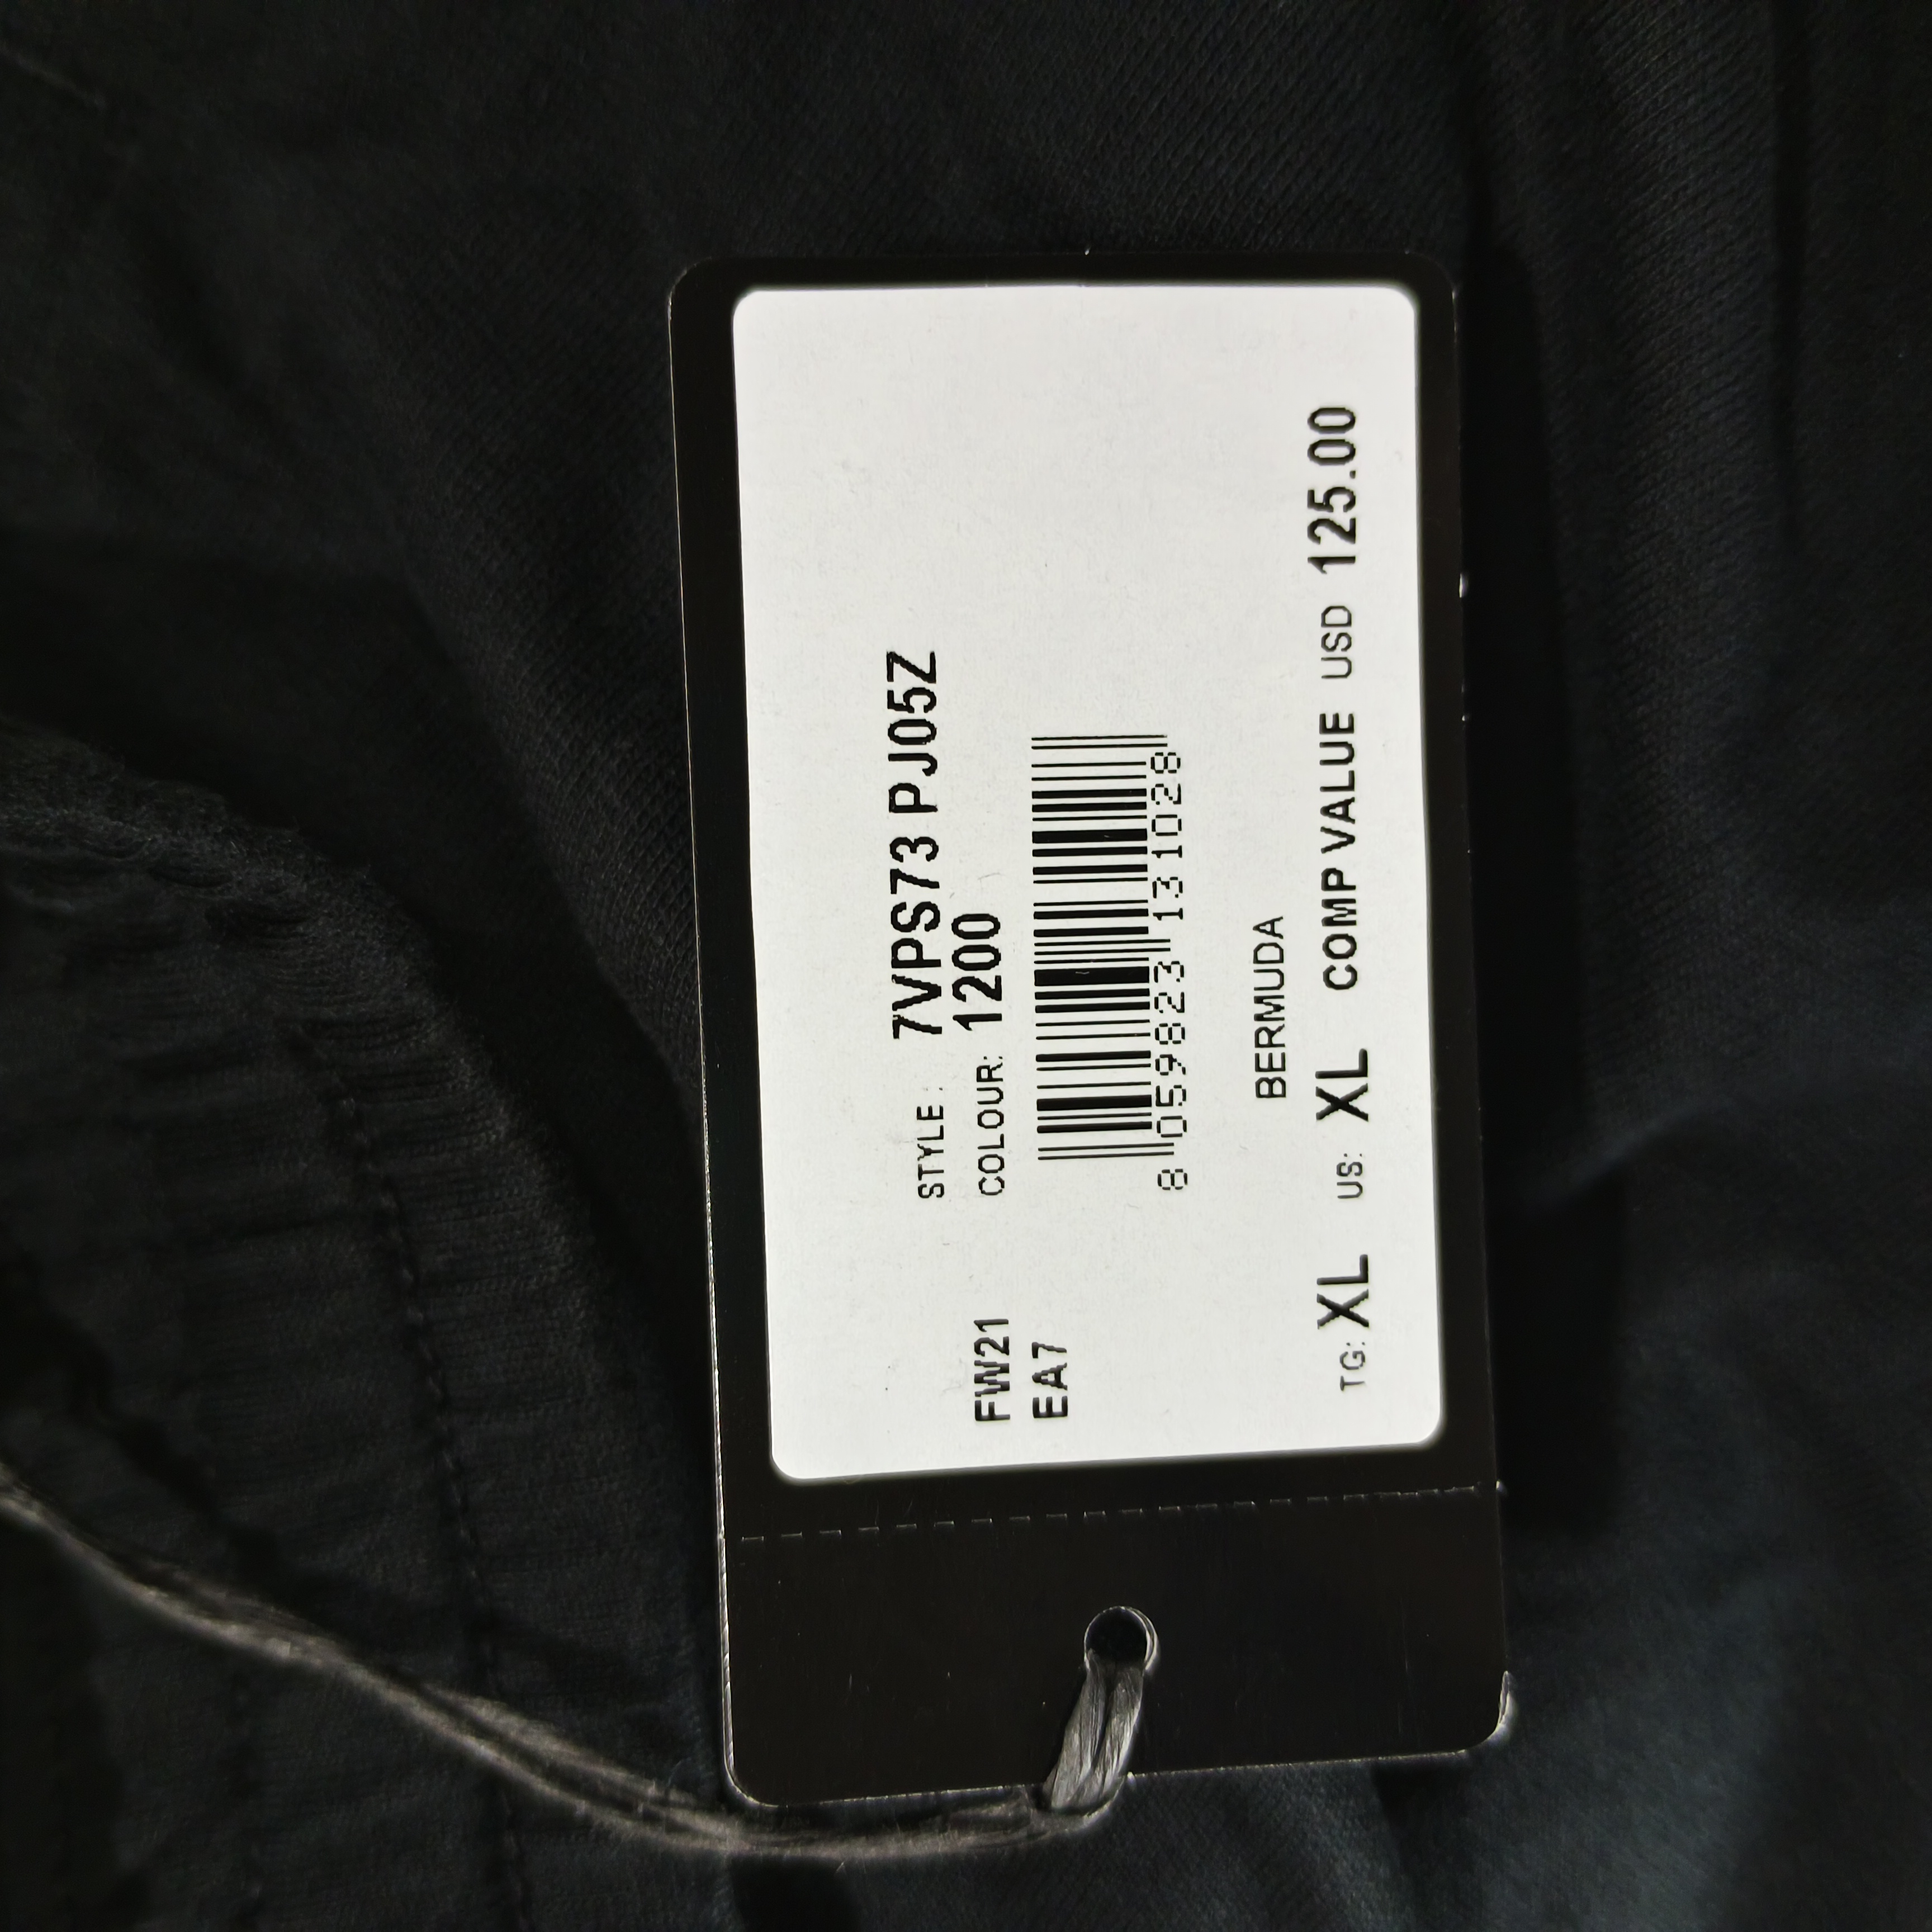 STYLE : 7VPS73 PJ05Z
FW21 COLOUR: 1200
EA7
8 059823 131028
BERMUDA
TG: XL US: XL COMP VALUE USD 125.00